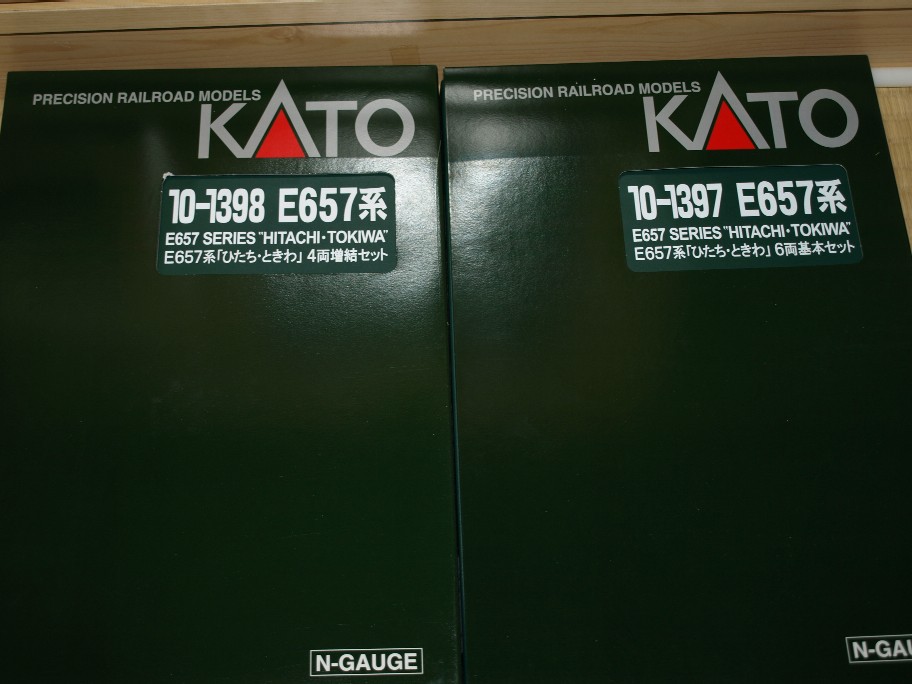 PRECISION RAILROAD MODELS
KATO
10-1398 E657系
E657 SERIES "HITACHI・TOKIWA"
E657系「ひたち・ときわ」4両増結セット
N-GAUGE
PRECISION RAILROAD MODELS
KATO
10-1397 E657系
E657 SERIES "HITACHI・TOKIWA"
E657系「ひたち・ときわ」6両基本セット
N-GAU